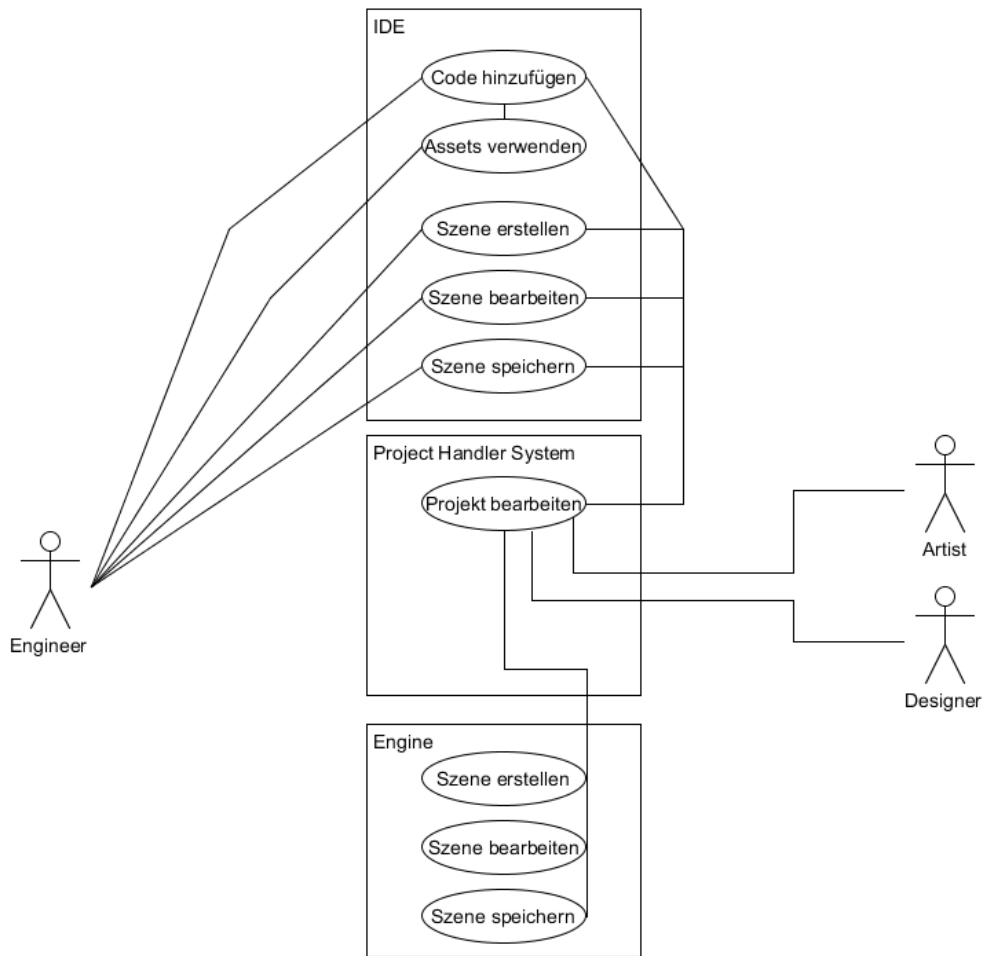 IDE
Code hinzufügen
Assets verwenden
Szene erstellen
Szene bearbeiten
Szene speichern
Project Handler System
Projekt bearbeiten
Artist
Engineer
Designer
Engine
Szene erstellen
Szene bearbeiten
Szene speichern